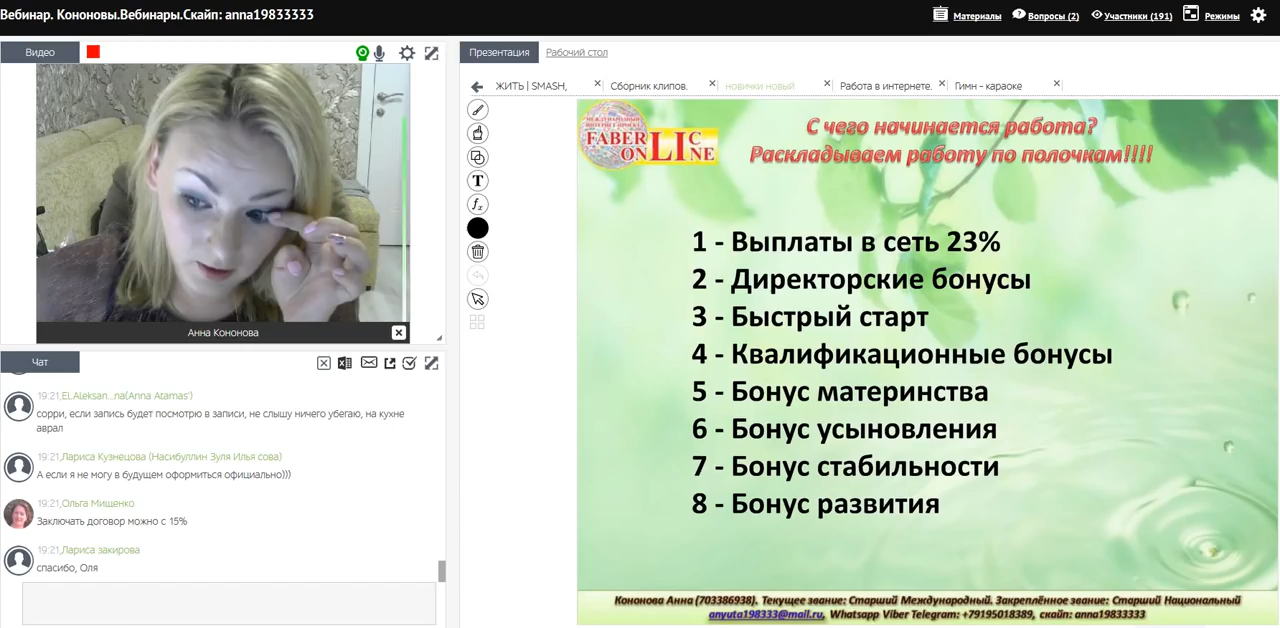 Вебинар. Кононовы.Вебинары.Скайп: anna19833333
Материалы
Вопросы (2)
Участники (191)
Режимы
Видео
Анна Кононова
Чат
19:21,ELAleksan...na(Anna Atamas')
сорри, если запись будет посмотрю в записи, не слышу ничего убегаю, на кухне
аврал
19:21,Лариса Кузнецова (Насибуллин Зуля Илья сова)
А если я не могу в будущем оформиться официально)))
19:21,Ольга Мищенко
Заключать договор можно с 15%
19:21,Лариса закирова
спасибо, Оля
Презентация
Рабочий стол
ЖИТЬ | SMASH,
Сборник клипов.
новички новый
Работа в интернете.
Гимн - караоке
T
fx
МЕЖДУНАРОДНЫЙ
ИНТЕРНЕТ-ПРОЕКТ
FABERLIC
ONLINE
С чего начинается работа?
Раскладываем работу по полочкам!!!!
1 - Выплаты в сеть 23%
2 - Директорские бонусы
3 - Быстрый старт
4 - Квалификационные бонусы
5 - Бонус материнства
6 - Бонус усыновления
7 - Бонус стабильности
8 - Бонус развития
Кононова Анна (703386938). Текущее звание: Старший Международный. Закреплённое звание: Старший Национальный
anyuta198333@mail.ru, Whatsapp Viber Telegram: +79195018389, скайп: anna19833333